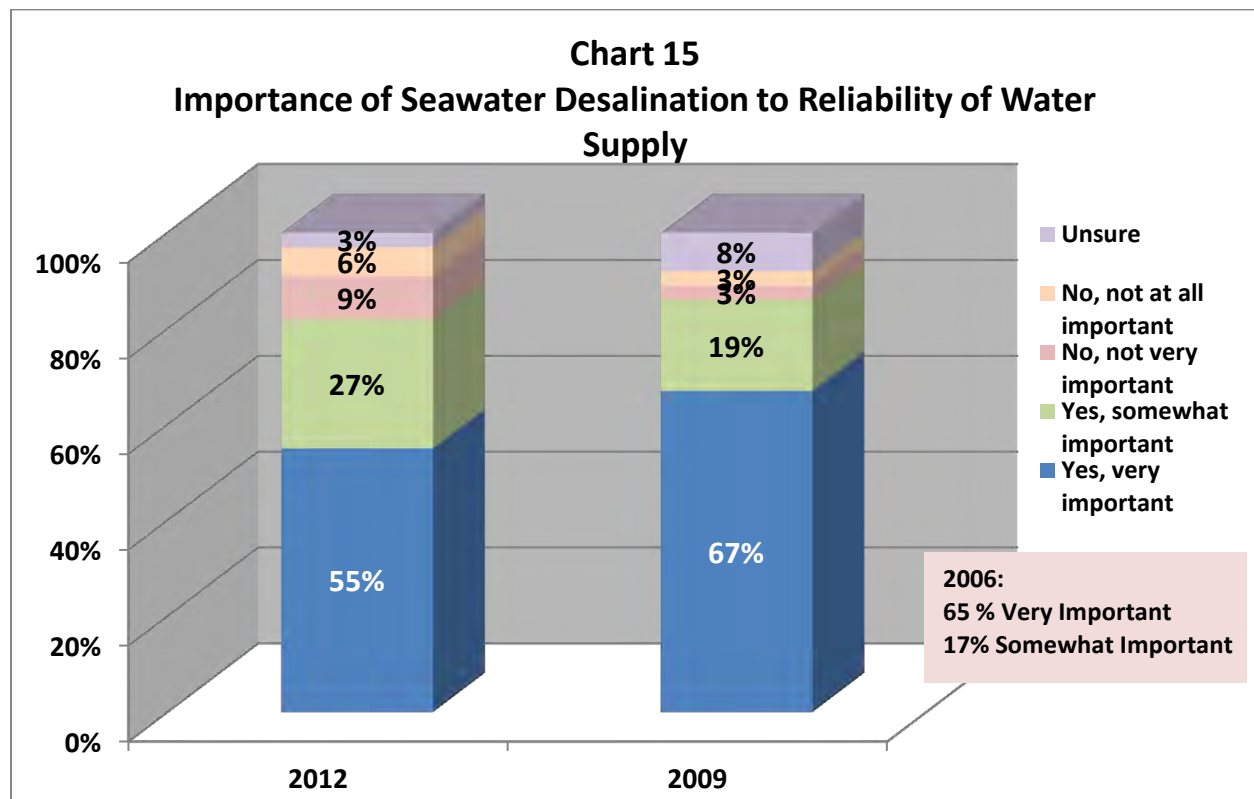 Chart 15
Importance of Seawater Desalination to Reliability of Water
Supply
100%
80%
60%
40%
20%
0%
3%
6%
9%
27%
55%
8%
3%
3%
19%
67%
2012
2009
Unsure
No, not at all
important
No, not very
important
Yes, somewhat
important
Yes, very
important
2006:
65 % Very Important
17% Somewhat Important